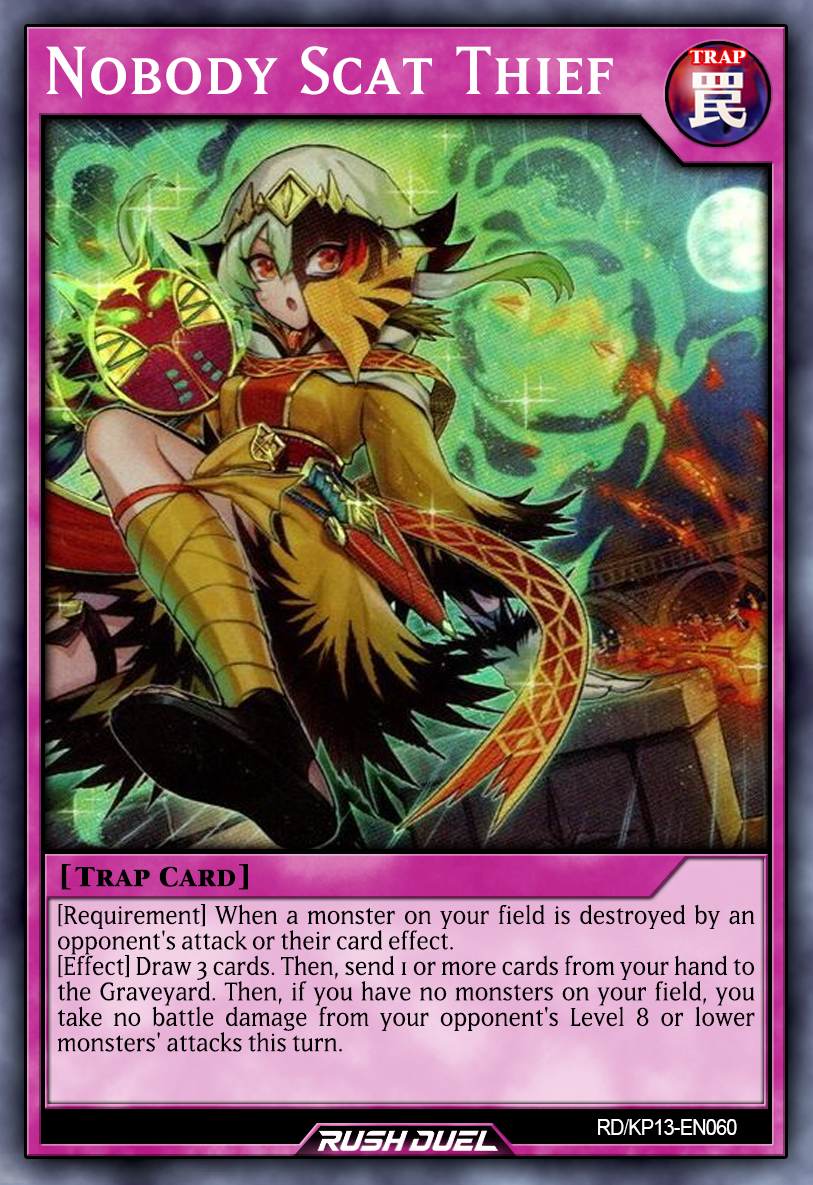 Nobody Scat Thief
TRAP
罠
[Trap Card]
[Requirement] When a monster on your field is destroyed by an
opponent's attack or their card effect.
[Effect] Draw 3 cards. Then, send 1 or more cards from your hand to
the Graveyard. Then, if you have no monsters on your field, you
take no battle damage from your opponent's Level 8 or lower
monsters' attacks this turn.
RD/KP13-EN060
RUSH DUEL